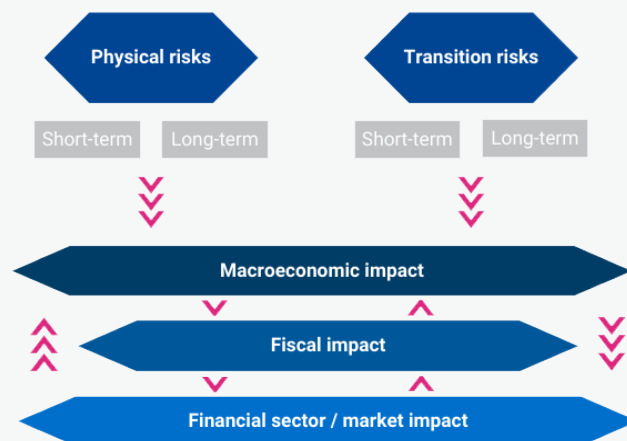 Physical risks
Transition risks
Short-term
Long-term
Short-term
Long-term
Macroeconomic impact
Fiscal impact
Financial sector / market impact